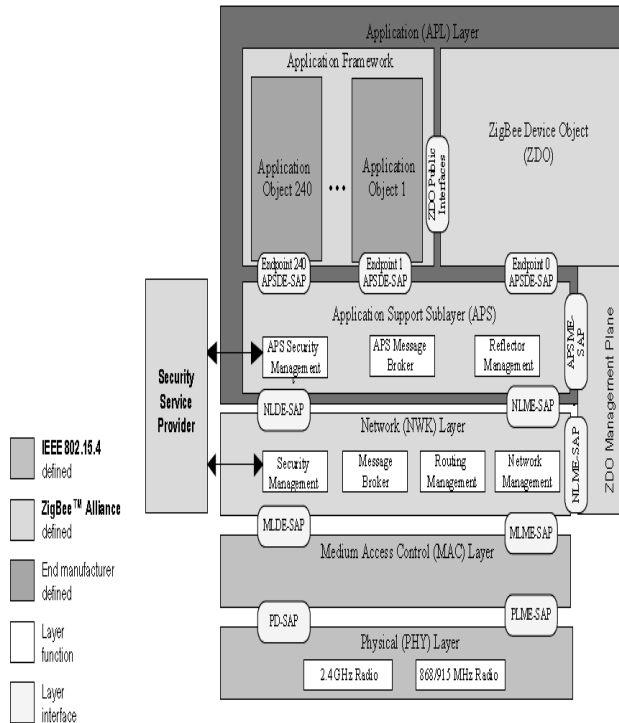 Application (APL) Layer
Application Framework
Application
Object 240
...
Application
Object 1
ZDO Public
Interfaces
ZigBee Device Object
(ZDO)
Endpoint 240
APSDE-SAP
Endpoint 1
APSDE-SAP
Endpoint 0
APSDE-SAP
Application Support Sublayer (APS)
APS Security
Management
APS Message
Broker
Reflector
Management
APSME-
SAP
ZDO Management Plane
Security
Service
Provider
NLDE-SAP
NLME-SAP
Network (NWK) Layer
Security
Management
Message
Broker
Routing
Management
Network
Management
NLME-SAP
MLDE-SAP
MLME-SAP
Medium Access Control (MAC) Layer
PD-SAP
PLME-SAP
Physical (PHY) Layer
2.4 GHz Radio
868/915 MHz Radio
IEEE 802.15.4
defined
ZigBee™ Alliance
defined
End manufacturer
defined
Layer
function
Layer
interface